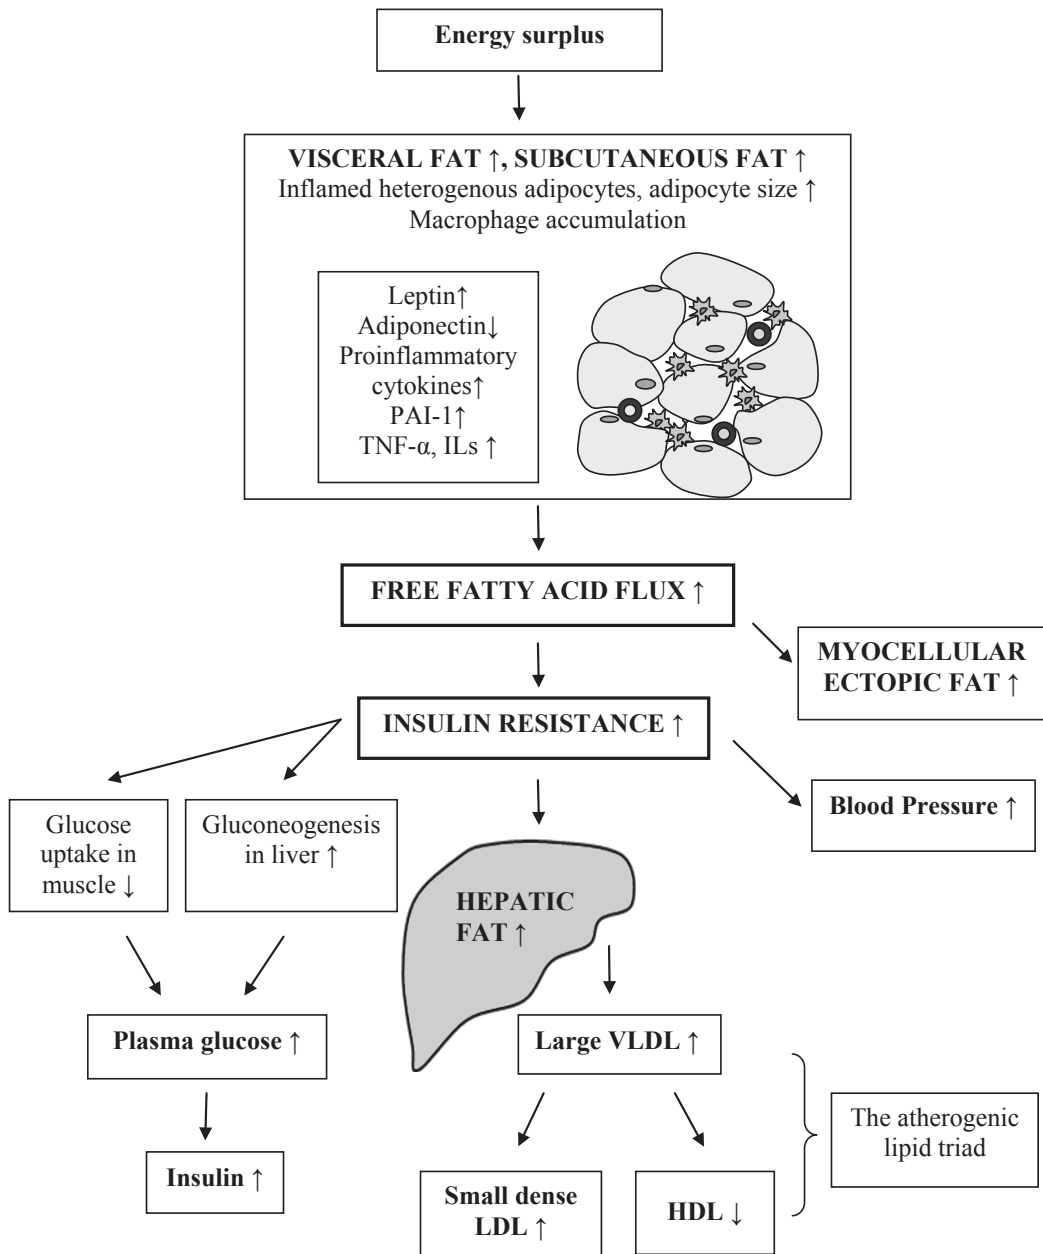 Energy surplus
VISCERAL FAT ↑, SUBCUTANEOUS FAT ↑
Inflamed heterogenous adipocytes, adipocyte size ↑
Macrophage accumulation
Leptin↑
Adiponectin↓
Proinflammatory
cytokines↑
PAI-1↑
TNF-α, ILs ↑
FREE FATTY ACID FLUX ↑
MYOCELLULAR
ECTOPIC FAT ↑
INSULIN RESISTANCE ↑
Blood Pressure ↑
Glucose
uptake in
muscle ↓
Gluconeogenesis
in liver ↑
HEPATIC
FAT ↑
Plasma glucose ↑
Large VLDL ↑
The atherogenic
lipid triad
Insulin ↑
Small dense
LDL ↑
HDL ↓